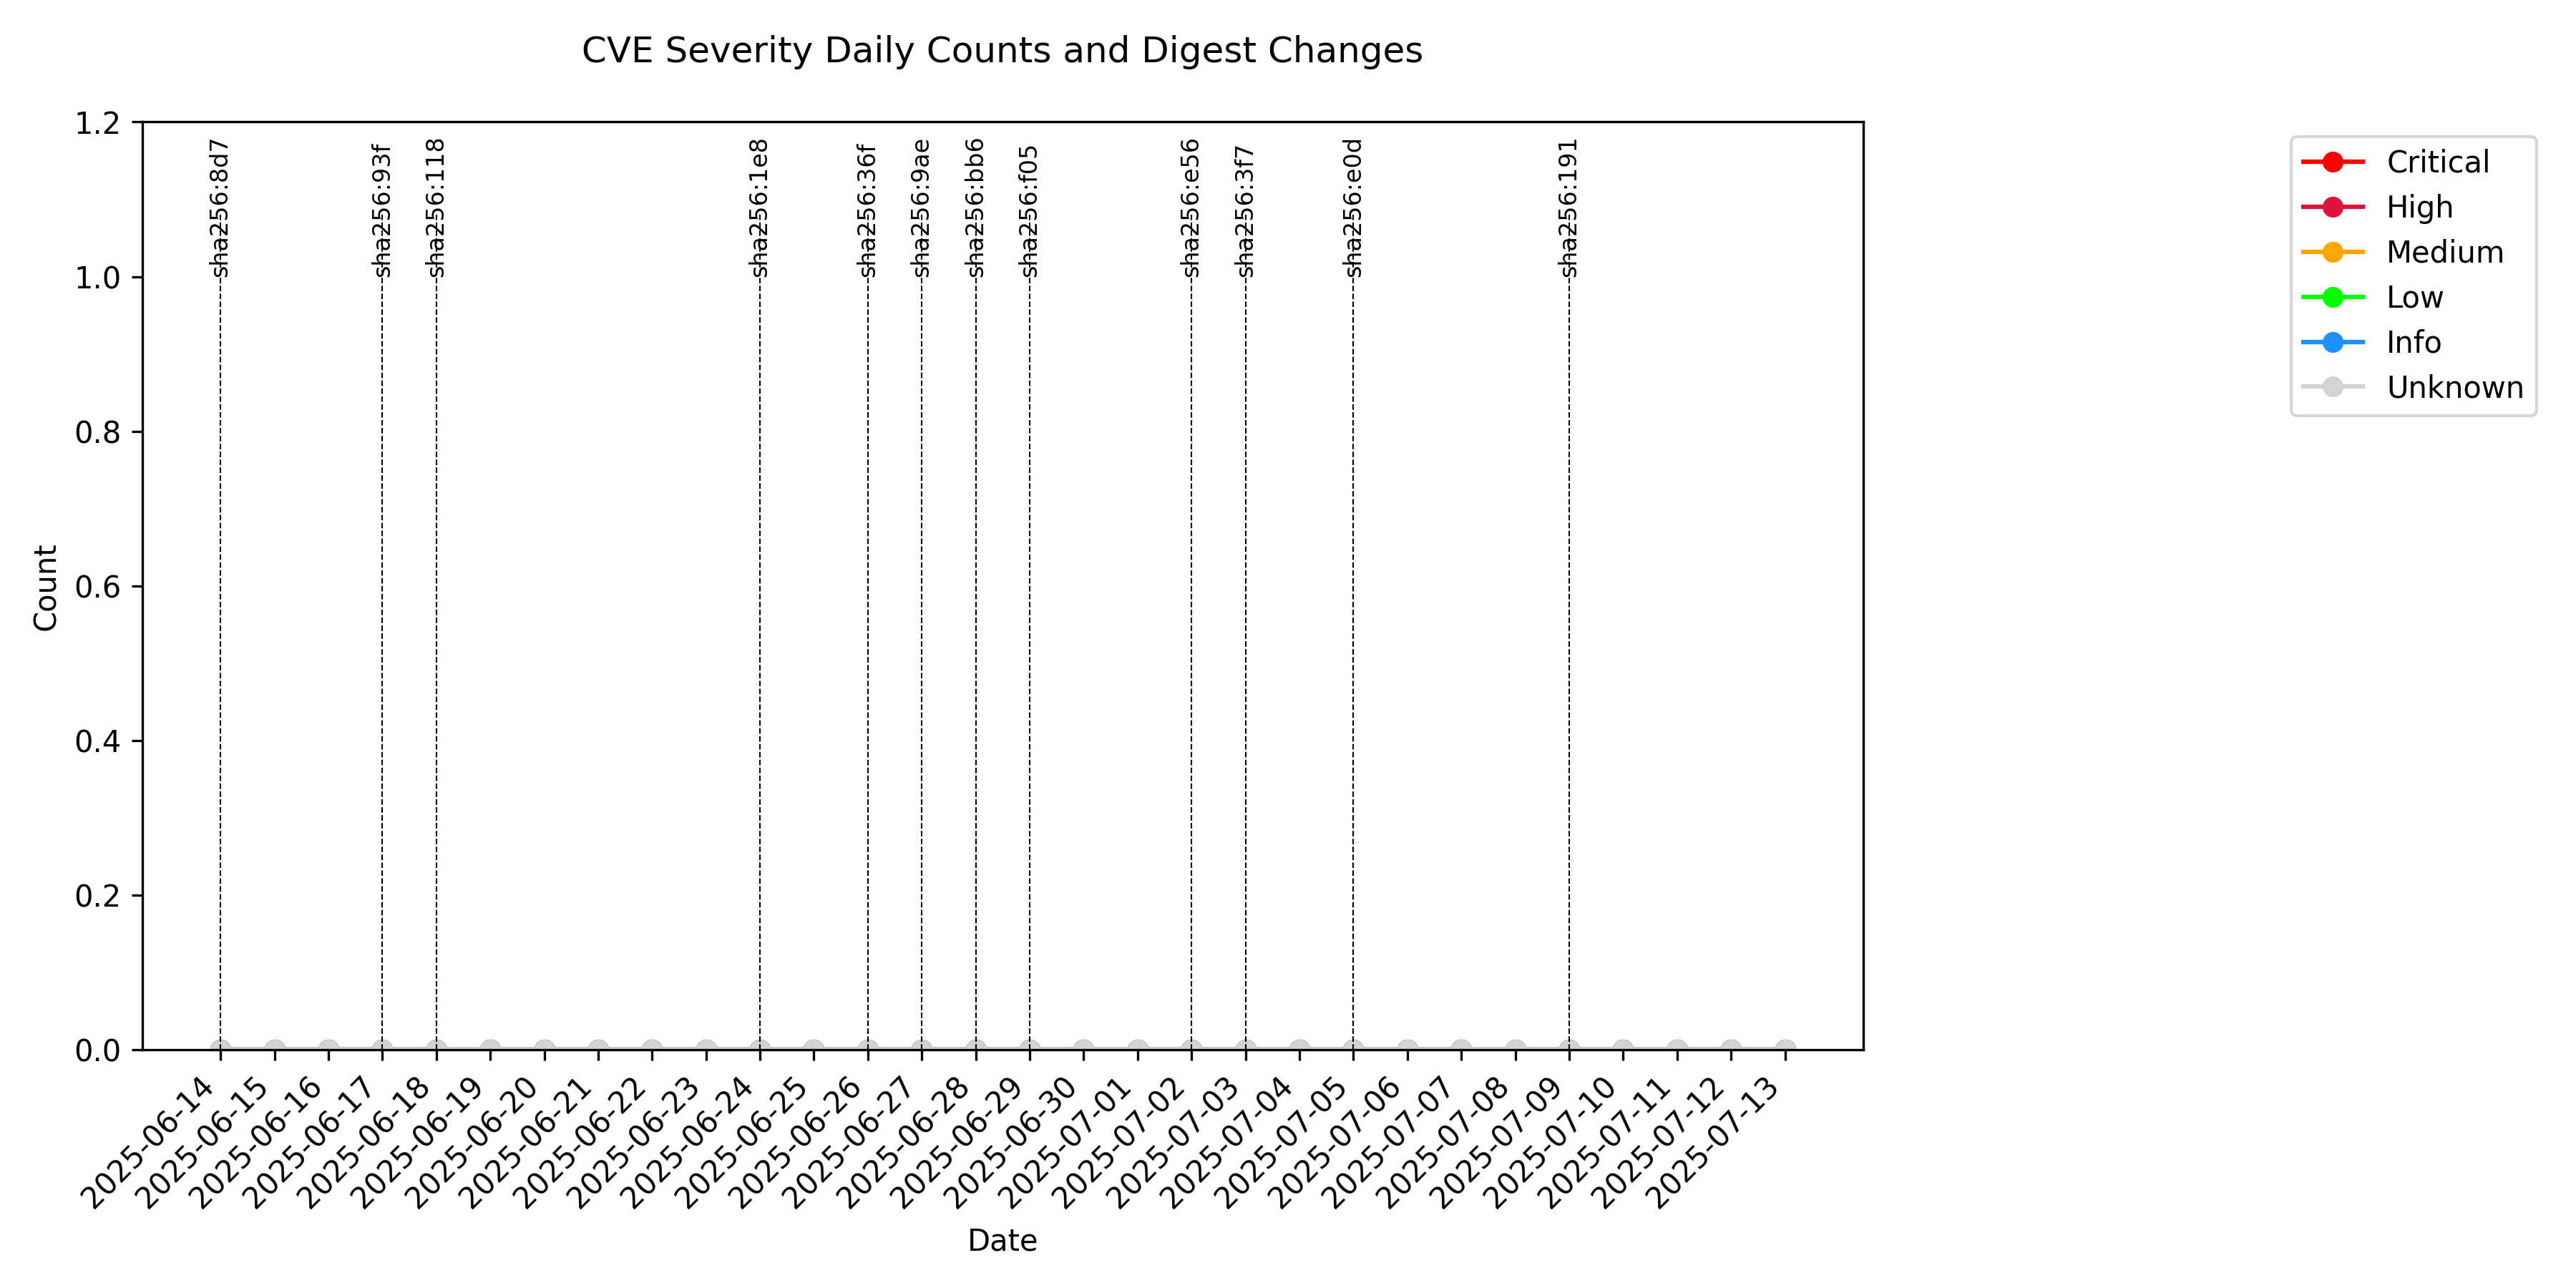 CVE Severity Daily Counts and Digest Changes
1.2
1.0
0.8
0.6
0.4
0.2
0.0
Count
sha256:8d7
sha256:93f
sha256:118
sha256:1e8
sha256:36f
sha256:9ae
sha256:bb6
sha256:f05
sha256:e56
sha256:3f7
sha256:e0d
sha256:191
Critical
High
Medium
Low
Info
Unknown
2025-06-14
2025-06-15
2025-06-16
2025-06-17
2025-06-18
2025-06-19
2025-06-20
2025-06-21
2025-06-22
2025-06-23
2025-06-24
2025-06-25
2025-06-26
2025-06-27
2025-06-28
2025-06-29
2025-06-30
2025-07-01
2025-07-02
2025-07-03
2025-07-04
2025-07-05
2025-07-06
2025-07-07
2025-07-08
2025-07-09
2025-07-10
2025-07-11
2025-07-12
2025-07-13
Date